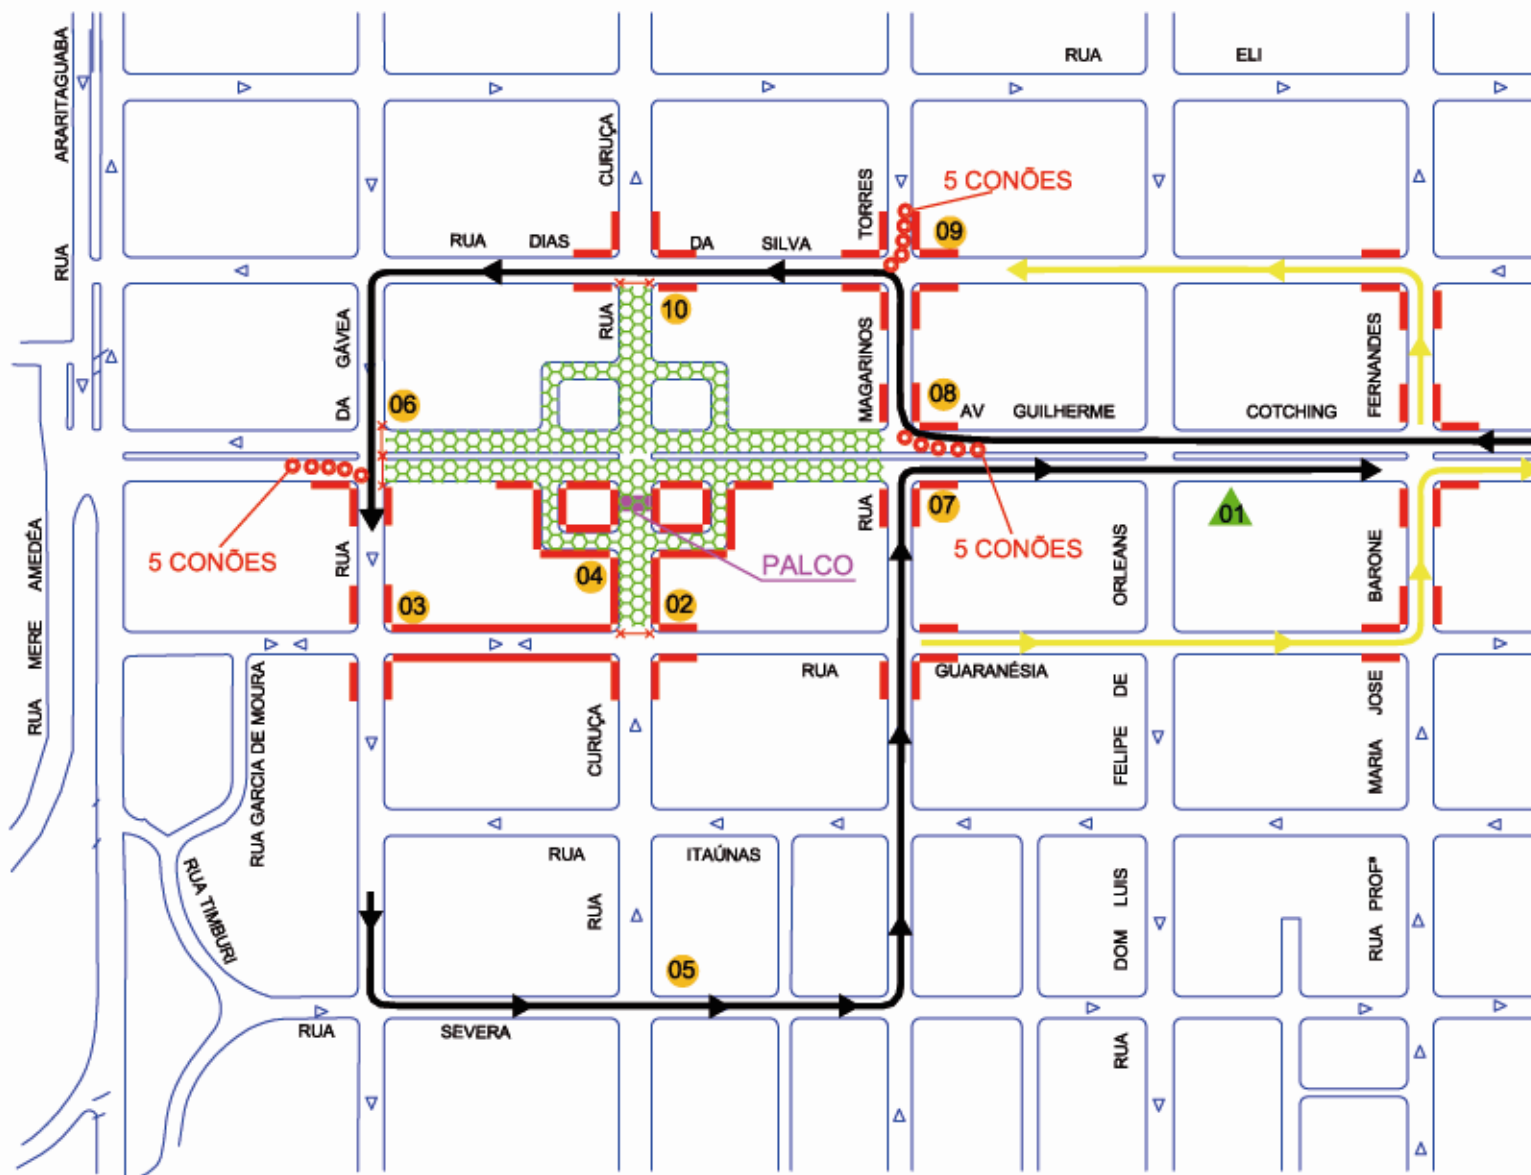 RUA ELI
RUA ARARITAGUABA
CURUÇA
TORRES
5 CONÕES
09
RUA DIAS DA SILVA
10
RUA
DA GÁVEA
MAGARINOS
FERNANDES
06
08
AV GUILHERME COTCHING
07
01
RUA
5 CONÕES
5 CONÕES
RUA MERE AMEDÉA
RUA
ORLEANS
BARONE
PALCO
04
03
02
RUA GUARANÉSIA
RUA GARCIA DE MOURA
CURUÇA
FELIPE DE
MARIA JOSE
RUA ITAÚNAS
RUA TIMBURI
RUA
DOM LUIS
RUA PROFª
05
RUA SEVERA
RUA